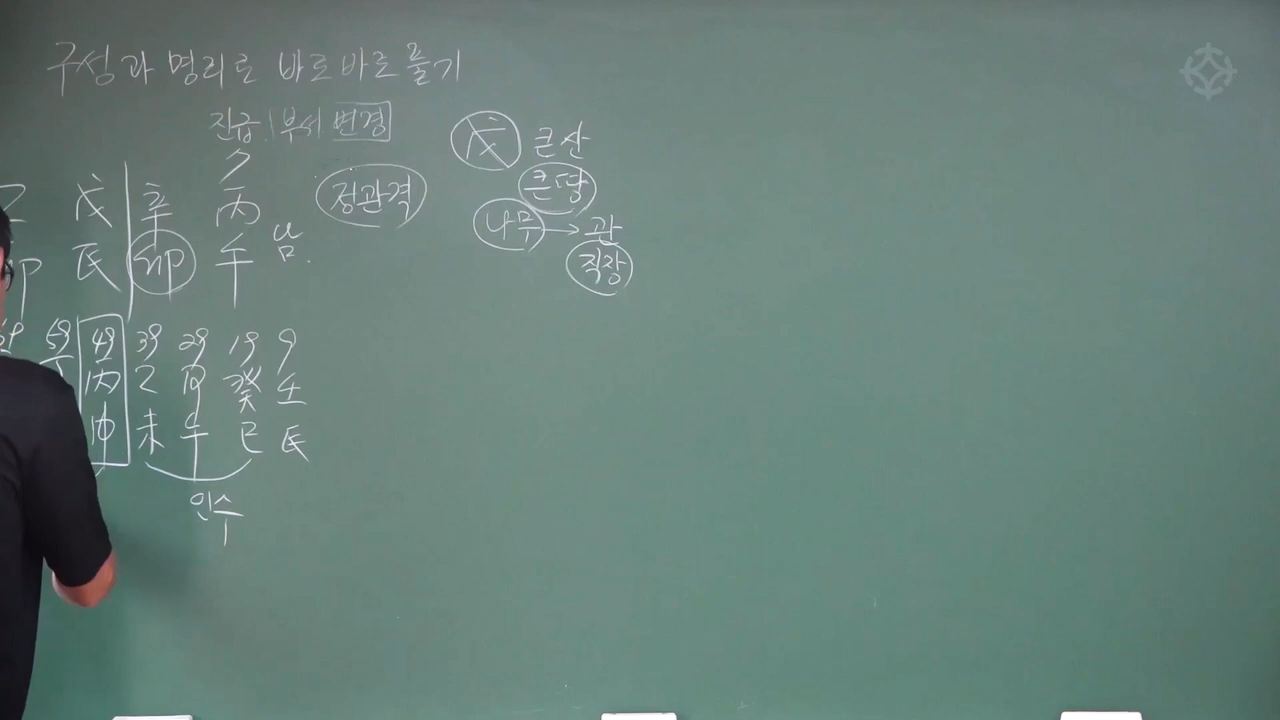 구성과 명리로 바로바로 풀기
진급/부서 변경
戊 큰산
큰땅
나무→관
직장
정관격
戊 辛 丙
辰 卯 午 남.
59 49 39 29 19 9
丙 乙 甲 癸 壬
申 未 午 巳 辰
인수